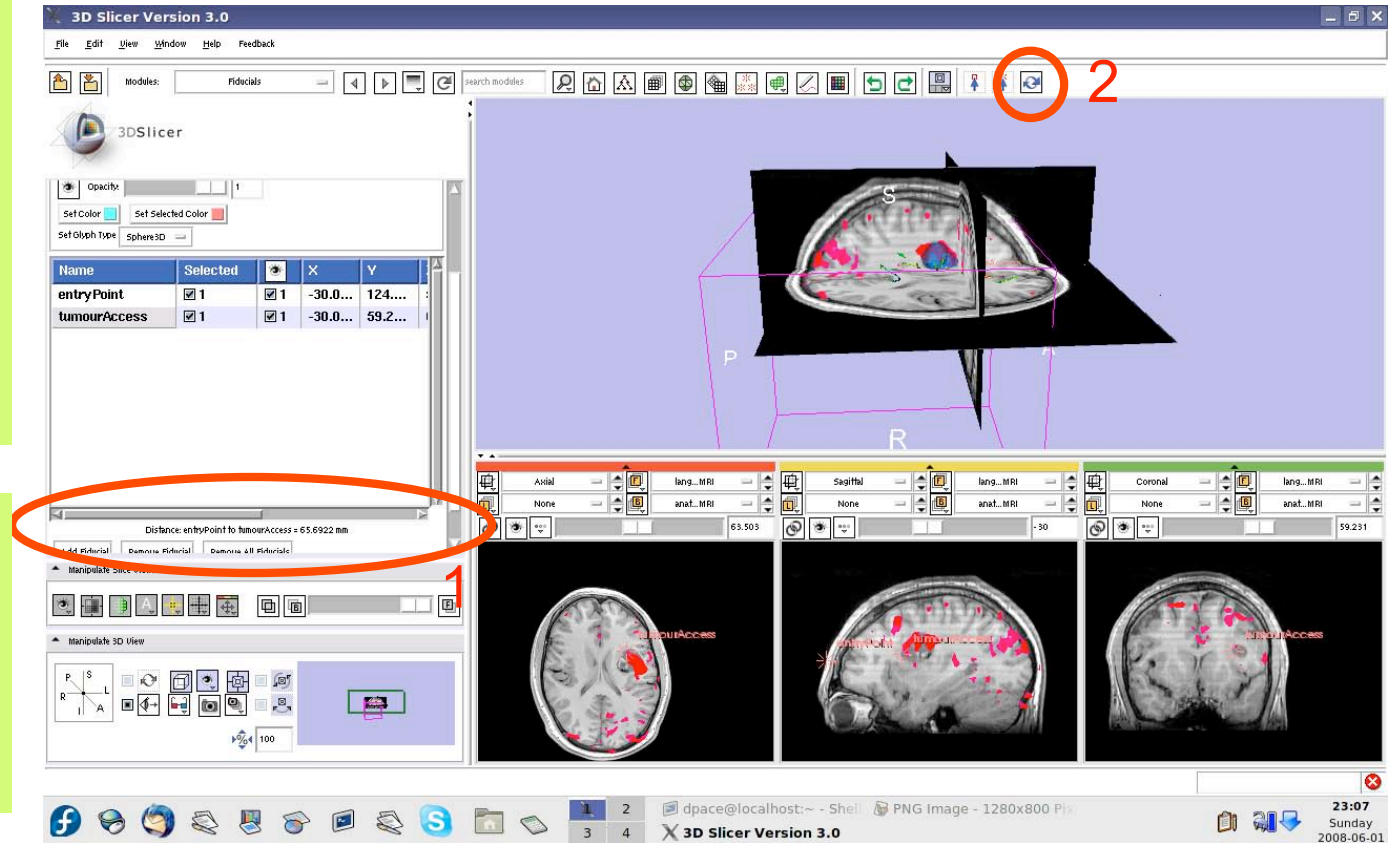 3D Slicer Version 3.0
File Edit View Window Help Feedback
Modules: Fiducials search modules
2
3DSlicer
Opacity: 1
Set Color Set Selected Color
Set Glyph Type Sphere3D
Name Selected X Y
entryPoint 1 1 -30.0... 124....
tumourAccess 1 1 -30.0... 59.2...
Distance: entryPoint to tumourAccess = 65.6922 mm
Add Fiducial Remove Fiducial Remove All Fiducials
1
S
P A
R
Manipulate Slice Views
Manipulate 3D View
P S
R L
I A
% 100
Axial lang...MRI
None anat...MRI
63.503
Sagittal lang...MRI
None anat...MRI
-30
Coronal lang...MRI
None anat...MRI
59.231
tumourAccess
entryPoint tumourAccess
tumourAccess
1 2
3 4
dpace@localhost:~ - Shell
PNG Image - 1280x800 Pix
3D Slicer Version 3.0
23:07
Sunday
2008-06-01